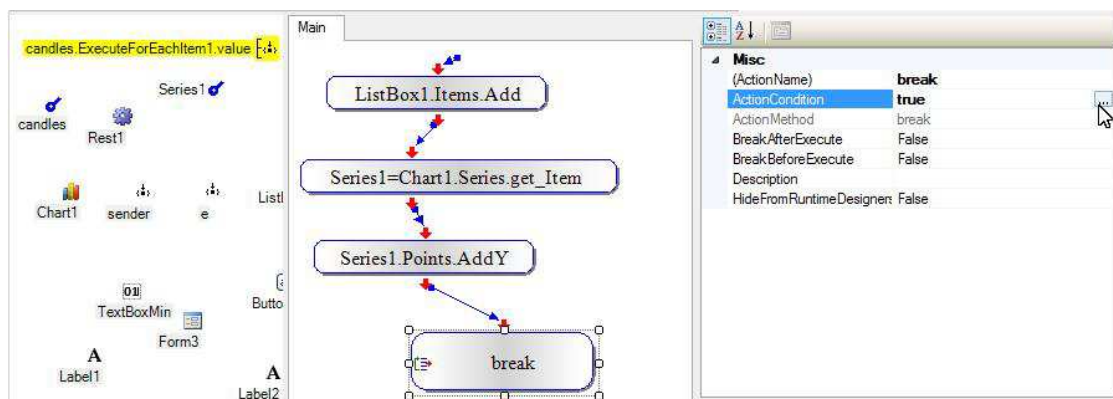 candles.ExecuteForEachItem1.value
Series1
candles
Rest1
Chart1
sender
e
ListI
TextBoxMin
Form3
Butto
A
Label1
A
Label2
Main
ListBox1.Items.Add
Series1=Chart1.Series.get_Item
Series1.Points.AddY
break
Misc
(ActionName) break
ActionCondition true ...
ActionMethod break
BreakAfterExecute False
BreakBeforeExecute False
Description
HideFromRuntimeDesigners False